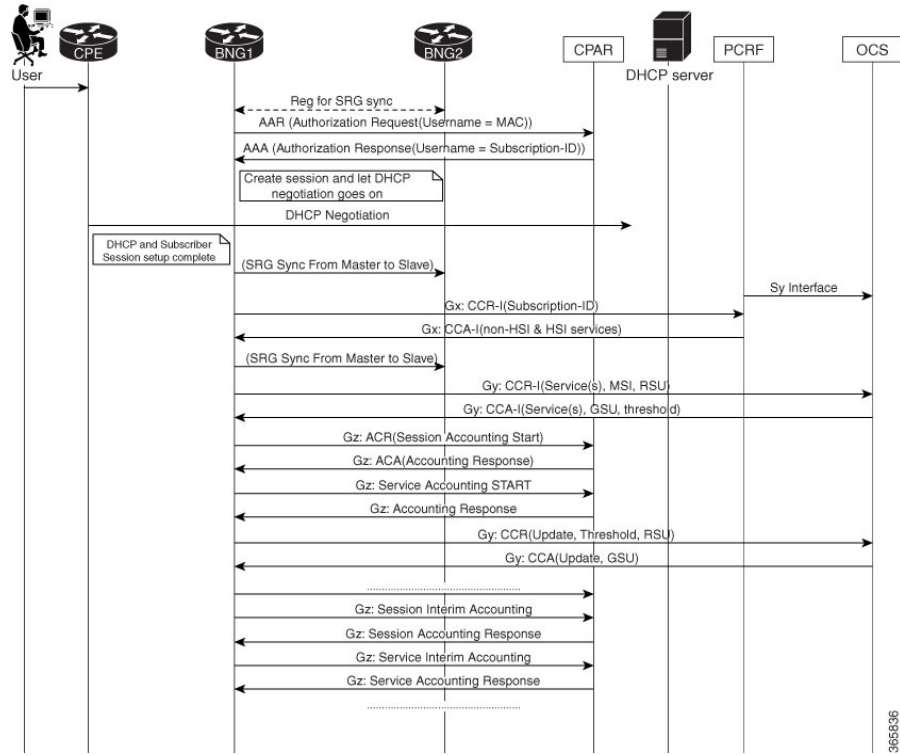 CPE
BNG1
BNG2
CPAR
PCRF
OCS
User
DHCP server
Reg for SRG sync
AAR (Authorization Request(Username = MAC))
AAA (Authorization Response(Username = Subscription-ID))
Create session and let DHCP
negotiation goes on
DHCP Negotiation
DHCP and Subscriber
Session setup complete
(SRG Sync From Master to Slave)
Sy Interface
Gx: CCR-I(Subscription-ID)
Gx: CCA-I(non-HSI & HSI services)
(SRG Sync From Master to Slave)
Gy: CCR-I(Service(s), MSI, RSU)
Gy: CCA-I(Service(s), GSU, threshold)
Gz: ACR(Session Accounting Start)
Gz: ACA(Accounting Response)
Gz: Service Accounting START
Gz: Accounting Response
Gy: CCR(Update, Threshold, RSU)
Gy: CCA(Update, GSU)
Gz: Session Interim Accounting
Gz: Session Accounting Response
Gz: Service Interim Accounting
Gz: Service Accounting Response
365836